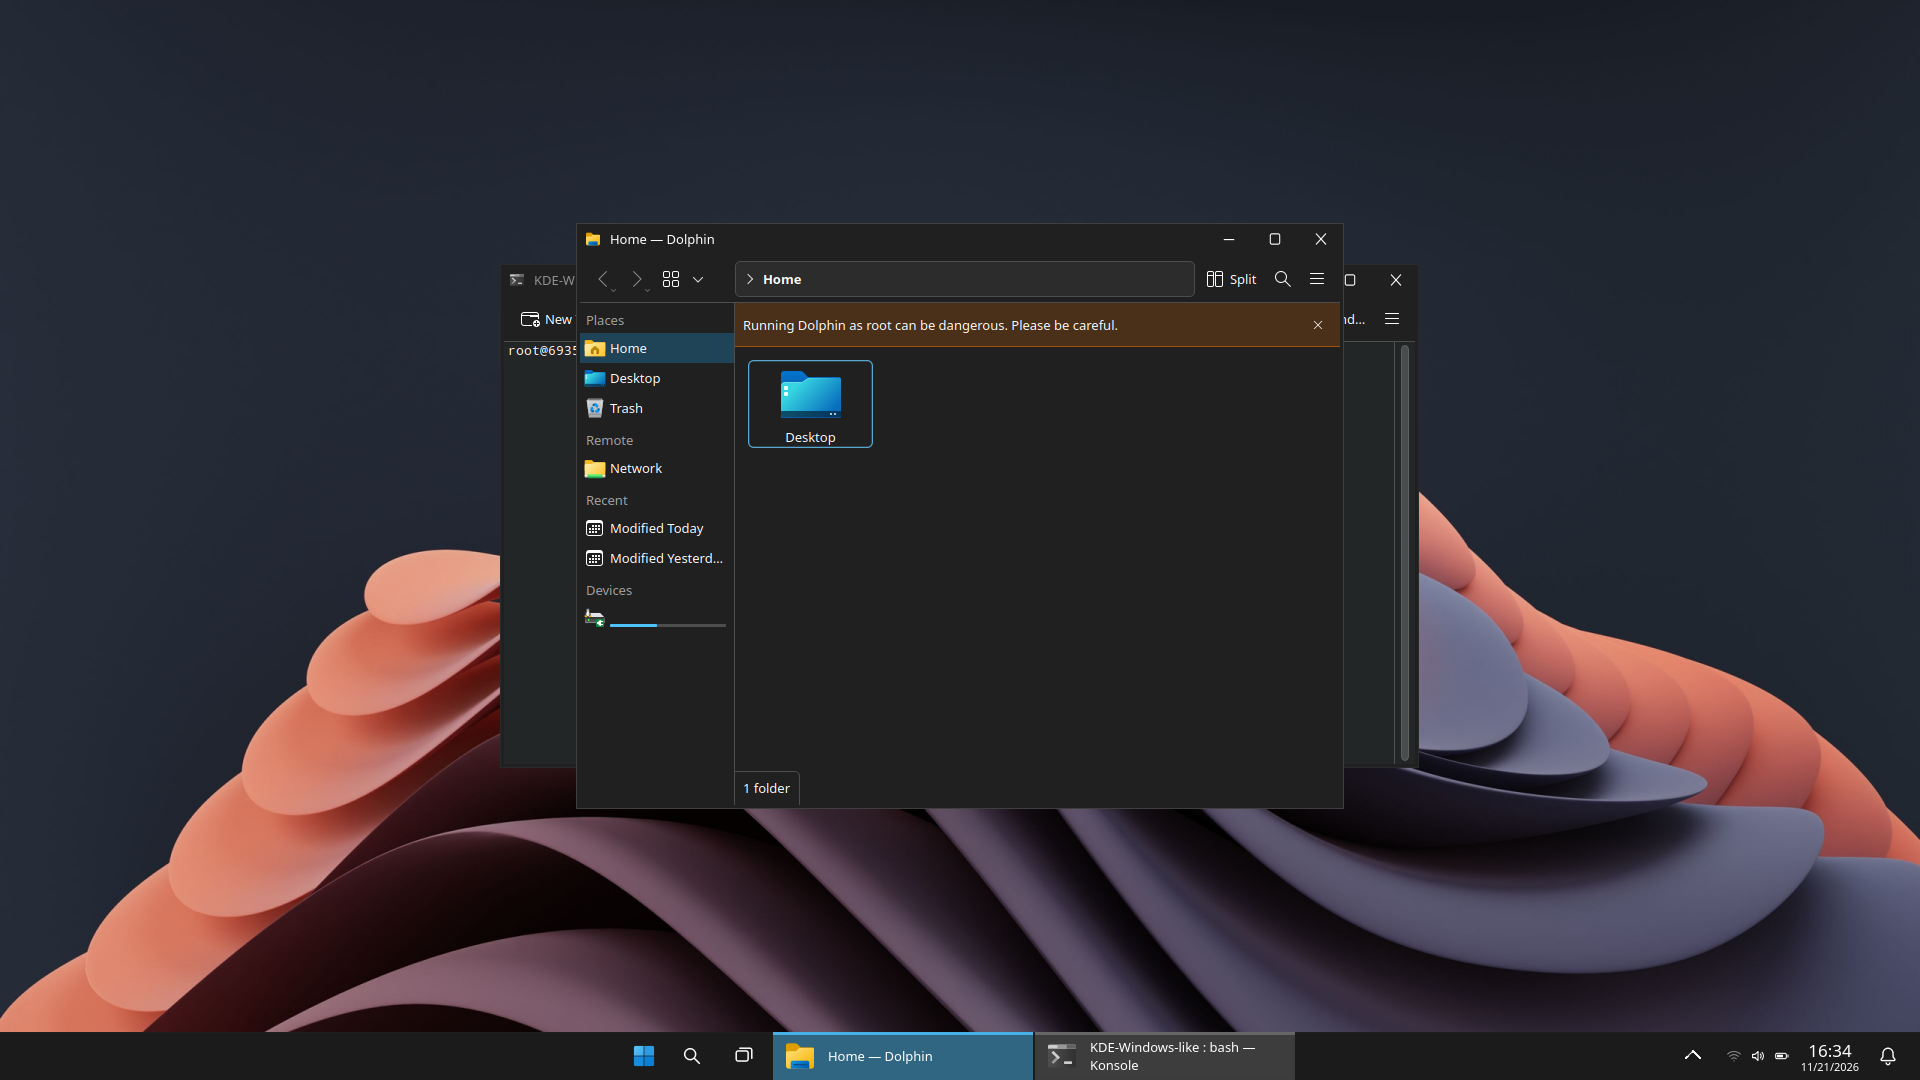 Home — Dolphin
Home
Split
KDE-W
New
nd...
root@6935
Running Dolphin as root can be dangerous. Please be careful.
Places
Home
Desktop
Trash
Remote
Network
Recent
Modified Today
Modified Yesterd...
Devices
Desktop
1 folder
Home — Dolphin
KDE-Windows-like : bash —
Konsole
16:34
11/21/2026